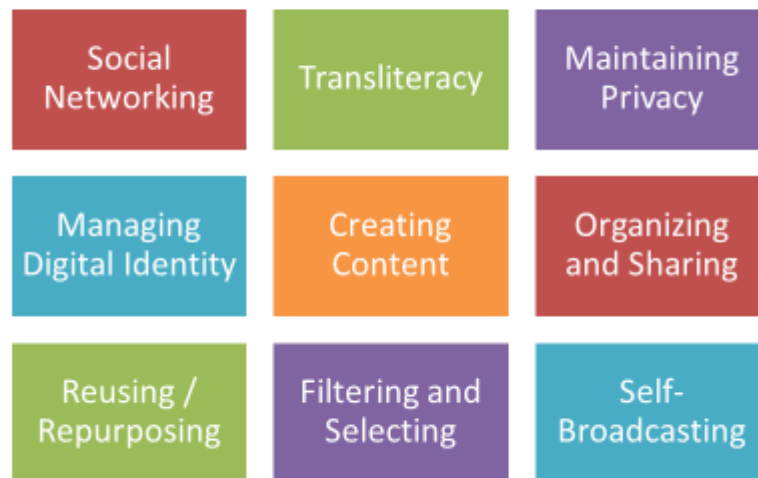 Social
Networking
Transliteracy
Maintaining
Privacy
Managing
Digital Identity
Creating
Content
Organizing
and Sharing
Reusing /
Repurposing
Filtering and
Selecting
Self-
Broadcasting